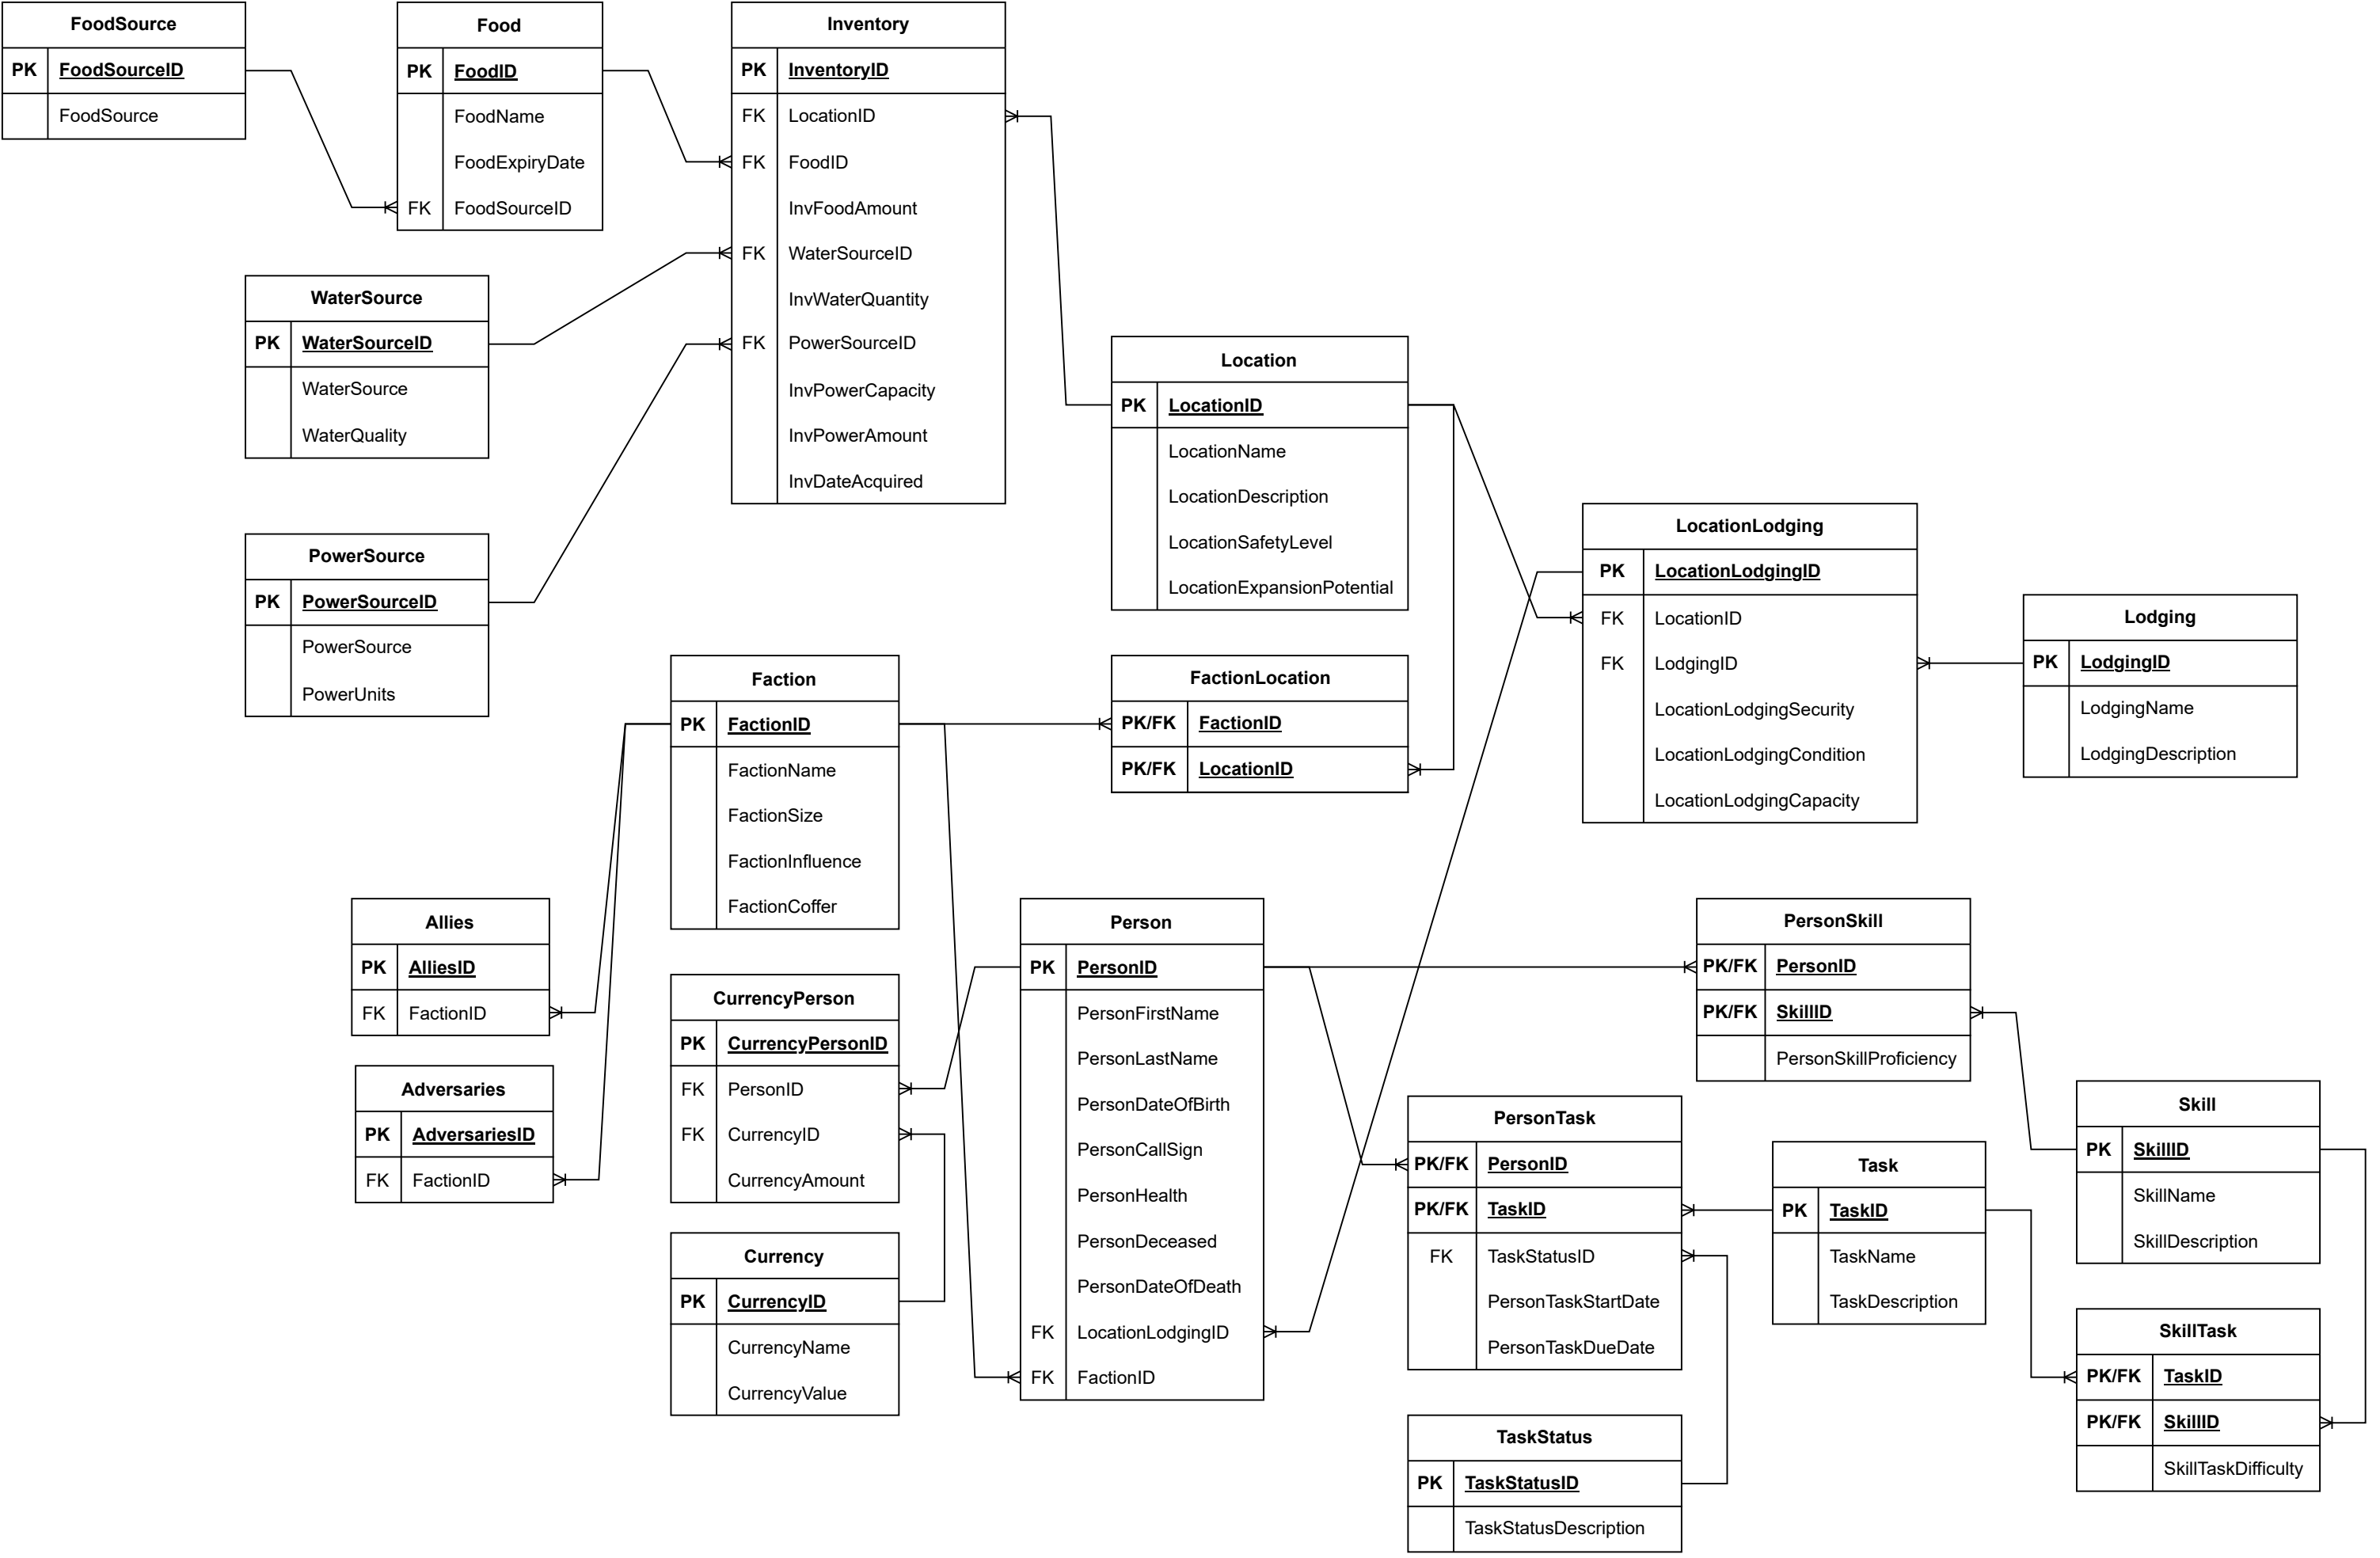 FoodSource
PK FoodSourceID
FoodSource
Food
PK FoodID
FoodName
FoodExpiryDate
FK FoodSourceID
Inventory
PK InventoryID
FK LocationID
FK FoodID
InvFoodAmount
FK WaterSourceID
InvWaterQuantity
FK PowerSourceID
InvPowerCapacity
InvPowerAmount
InvDateAcquired
WaterSource
PK WaterSourceID
WaterSource
WaterQuality
Location
PK LocationID
LocationName
LocationDescription
LocationSafetyLevel
LocationExpansionPotential
PowerSource
PK PowerSourceID
PowerSource
PowerUnits
LocationLodging
PK LocationLodgingID
FK LocationID
FK LodgingID
LocationLodgingSecurity
LocationLodgingCondition
LocationLodgingCapacity
Lodging
PK LodgingID
LodgingName
LodgingDescription
Faction
PK FactionID
FactionName
FactionSize
FactionInfluence
FactionCoffer
FactionLocation
PK/FK FactionID
PK/FK LocationID
Allies
PK AlliesID
FK FactionID
Adversaries
PK AdversariesID
FK FactionID
CurrencyPerson
PK CurrencyPersonID
FK PersonID
FK CurrencyID
CurrencyAmount
Currency
PK CurrencyID
CurrencyName
CurrencyValue
Person
PK PersonID
PersonFirstName
PersonLastName
PersonDateOfBirth
PersonCallSign
PersonHealth
PersonDeceased
PersonDateOfDeath
FK LocationLodgingID
FK FactionID
PersonSkill
PK/FK PersonID
PK/FK SkillID
PersonSkillProficiency
PersonTask
PK/FK PersonID
PK/FK TaskID
FK TaskStatusID
PersonTaskStartDate
PersonTaskDueDate
Task
PK TaskID
TaskName
TaskDescription
Skill
PK SkillID
SkillName
SkillDescription
SkillTask
PK/FK TaskID
PK/FK SkillID
SkillTaskDifficulty
TaskStatus
PK TaskStatusID
TaskStatusDescription